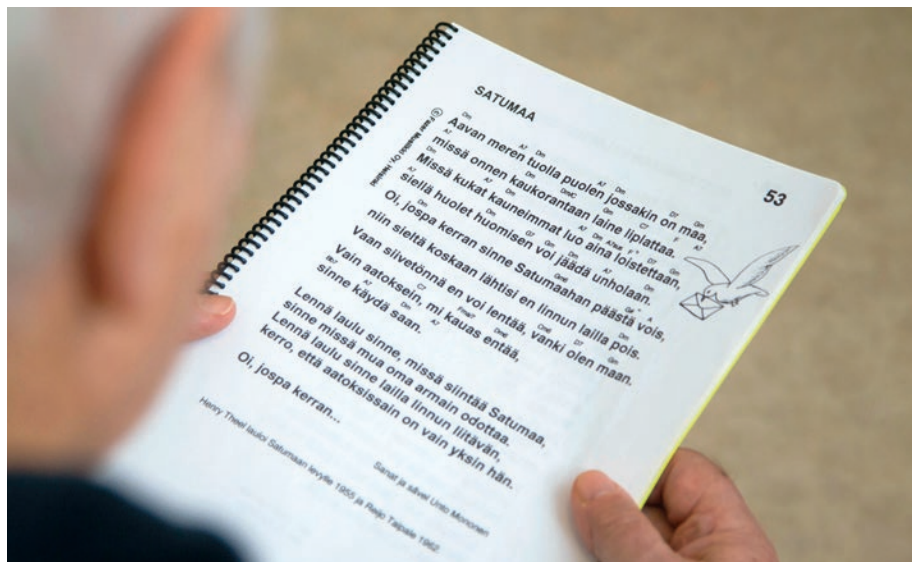 SATUMAA
53
© Fazer Musiikki Oy, Helsinki
Aavan meren tuolla puolen jossakin on maa,
missä onnen kaukorantaan laine liplattaa.
Missä kukat kauneimmat luo aina loistettaan,
siellä huolet huomisen voi jäädä unholaan.
Oi, jospa kerran sinne Satumaahan päästä vois,
niin sieltä koskaan lähtisi en linnun lailla pois.
Vaan siivetönnä en voi lentää, vanki olen maan.
Vain aatoksein, mi kauas entää,
sinne käydä saan.
Lennä laulu sinne, missä siintää Satumaa,
sinne missä mua oma armain odottaa.
Lennä laulu sinne lailla linnun liitävän,
kerro, että aatoksissain on vain yksin hän.
Oi, jospa kerran...
Sanat ja sävel Unto Mononen
Henry Theel lauloi Satumaan levylle 1955 ja Reijo Taipale 1962.